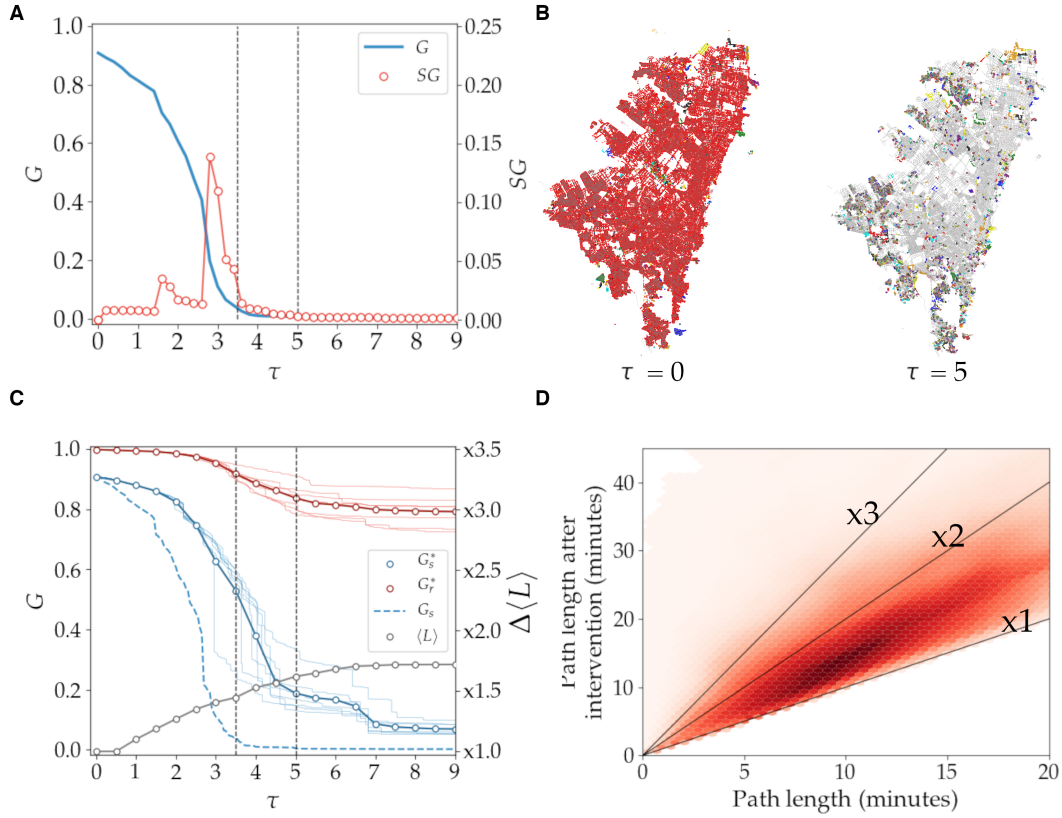 A
1.0
0.8
0.6
0.4
0.2
0.0
G
0.25
0.20
0.15
0.10
0.05
0.00
SG
G
SG
0 1 2 3 4 5 6 7 8 9
τ
B
τ = 0
τ = 5
C
1.0
0.8
0.6
0.4
0.2
0.0
G
x3.5
x3.0
x2.5
x2.0
x1.5
x1.0
Δ⟨L⟩
G*s
G*r
Gs
⟨L⟩
0 1 2 3 4 5 6 7 8 9
τ
D
Path length after
intervention (minutes)
40
30
20
10
0
x3
x2
x1
0 5 10 15 20
Path length (minutes)